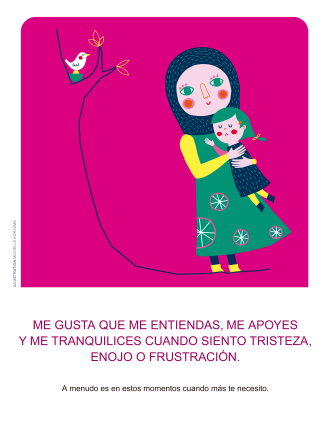 ME GUSTA QUE ME ENTIENDAS, ME APOYES
Y ME TRANQUILICES CUANDO SIENTO TRISTEZA,
ENOJO O FRUSTRACIÓN.
A menudo es en estos momentos cuando más te necesito.